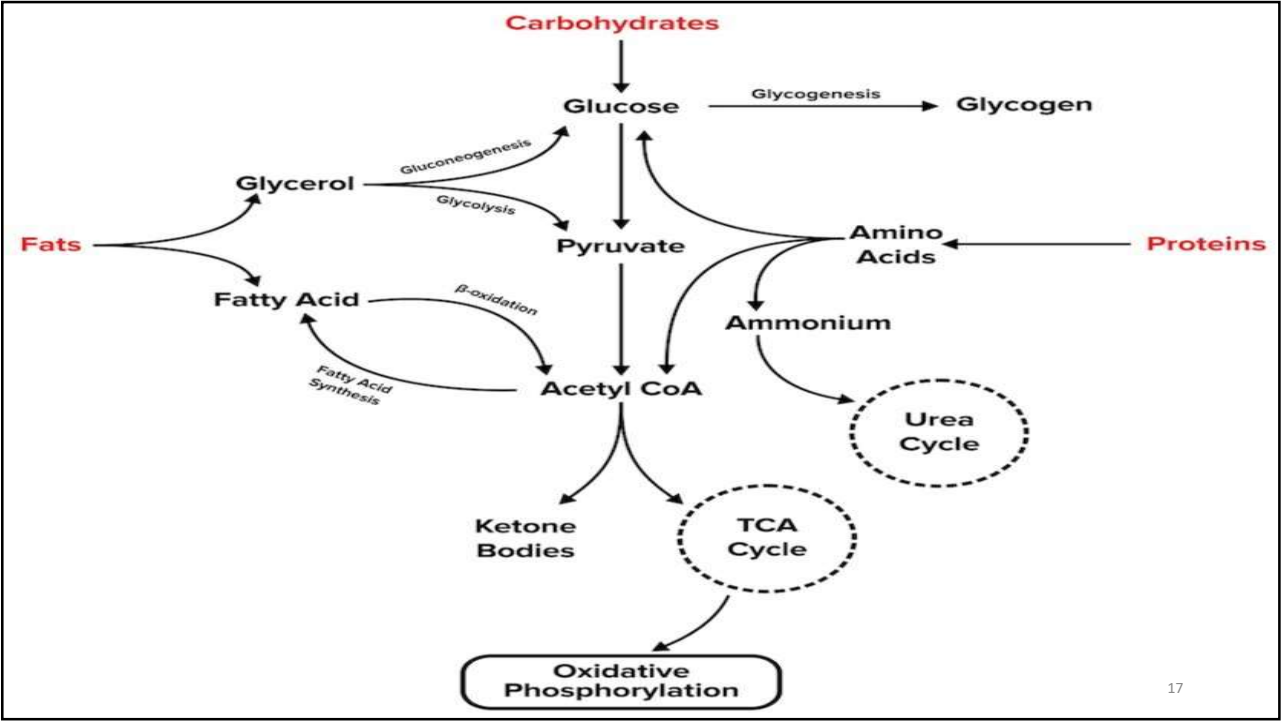 Carbohydrates
Glucose
Glycogenesis
Glycogen
Gluconeogenesis
Glycerol
Glycolysis
Fats
Pyruvate
Amino
Acids
Proteins
Fatty Acid
β-oxidation
Ammonium
Fatty Acid
Synthesis
Acetyl CoA
Urea
Cycle
Ketone
Bodies
TCA
Cycle
Oxidative
Phosphorylation
17